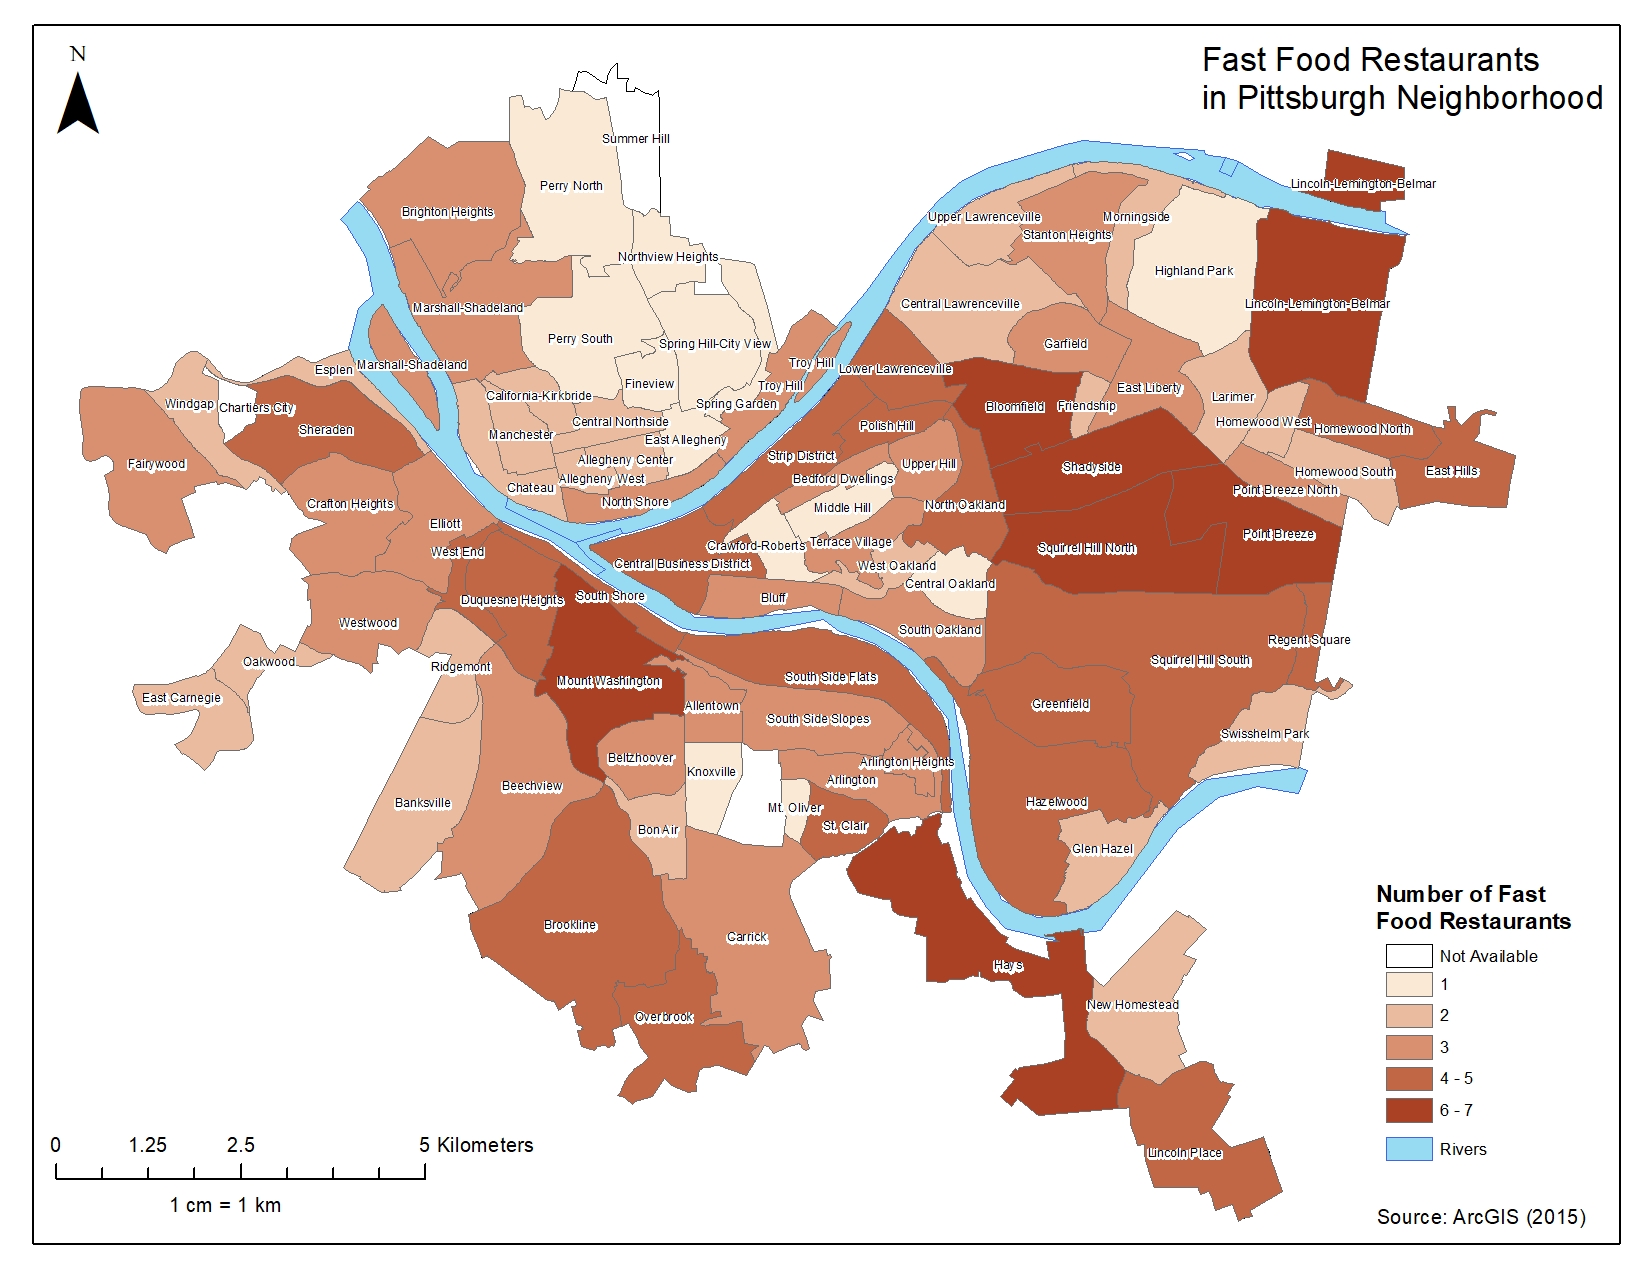 N
Fast Food Restaurants
in Pittsburgh Neighborhood
Summer Hill
Perry North
Brighton Heights
Lincoln-Lemington-Belmar
Upper Lawrenceville
Morningside
Stanton Heights
Northview Heights
Highland Park
Marshall-Shadeland
Central Lawrenceville
Lincoln-Lemington-Belmar
Perry South
Spring Hill-City View
Garfield
Esplen
Marshall-Shadeland
Troy Hill
Lower Lawrenceville
Fineview
Troy Hill
East Liberty
California-Kirkbride
Larimer
Windgap
Chartiers City
Spring Garden
Bloomfield
Friendship
Sheraden
Central Northside
Polish Hill
Homewood West
Homewood North
Manchester
East Allegheny
Fairywood
Allegheny Center
Strip District
Upper Hill
Shadyside
Homewood South
East Hills
Chateau
Allegheny West
Bedford Dwellings
Point Breeze North
Crafton Heights
North Shore
Middle Hill
North Oakland
Elliott
Crawford-Roberts
Terrace Village
Squirrel Hill North
Point Breeze
West End
Central Business District
West Oakland
Central Oakland
Duquesne Heights
South Shore
Bluff
Westwood
South Oakland
Regent Square
Oakwood
Ridgemont
Squirrel Hill South
East Carnegie
Mount Washington
South Side Flats
Allentown
Greenfield
South Side Slopes
Swisshelm Park
Beltzhoover
Knoxville
Arlington Heights
Beechview
Arlington
Banksville
Mt. Oliver
Hazelwood
Bon Air
St. Clair
Glen Hazel
Brookline
Carrick
Hays
Overbrook
New Homestead
Lincoln Place
Number of Fast
Food Restaurants
Not Available
1
2
3
4 - 5
6 - 7
Rivers
0 1.25 2.5 5 Kilometers
1 cm = 1 km
Source: ArcGIS (2015)